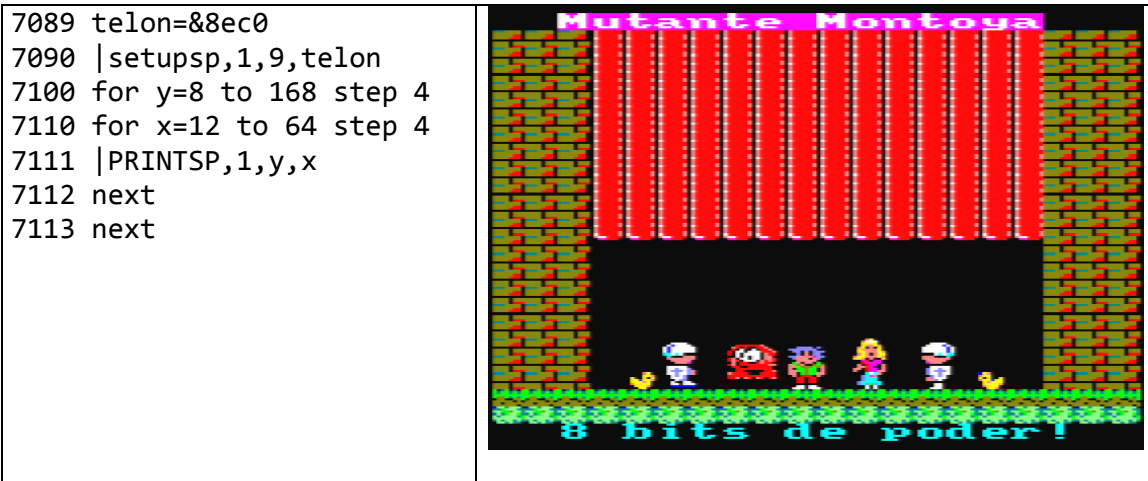 7089 telon=&8ec0
7090 |setupsp,1,9,telon
7100 for y=8 to 168 step 4
7110 for x=12 to 64 step 4
7111 |PRINTSP,1,y,x
7112 next
7113 next
Mutante Montoya
8 bits de poder!